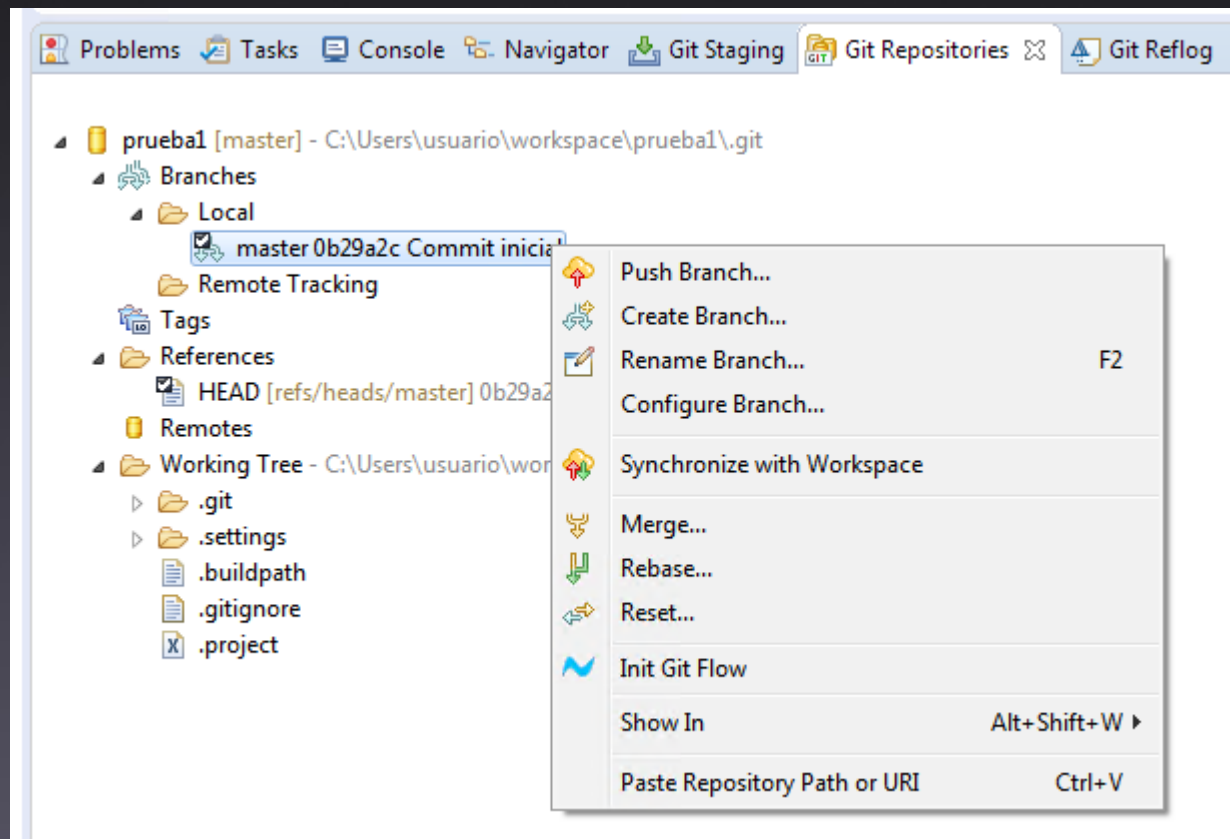 Problems Tasks Console Navigator Git Staging Git Repositories Git Reflog
prueba1 [master] - C:\Users\usuario\workspace\prueba1\.git
Branches
Local
master 0b29a2c Commit inicial
Remote Tracking
Tags
References
HEAD [refs/heads/master] 0b29a2
Remotes
Working Tree - C:\Users\usuario\wor
.git
.settings
.buildpath
.gitignore
.project
Push Branch...
Create Branch...
Rename Branch... F2
Configure Branch...
Synchronize with Workspace
Merge...
Rebase...
Reset...
Init Git Flow
Show In Alt+Shift+W
Paste Repository Path or URI Ctrl+V